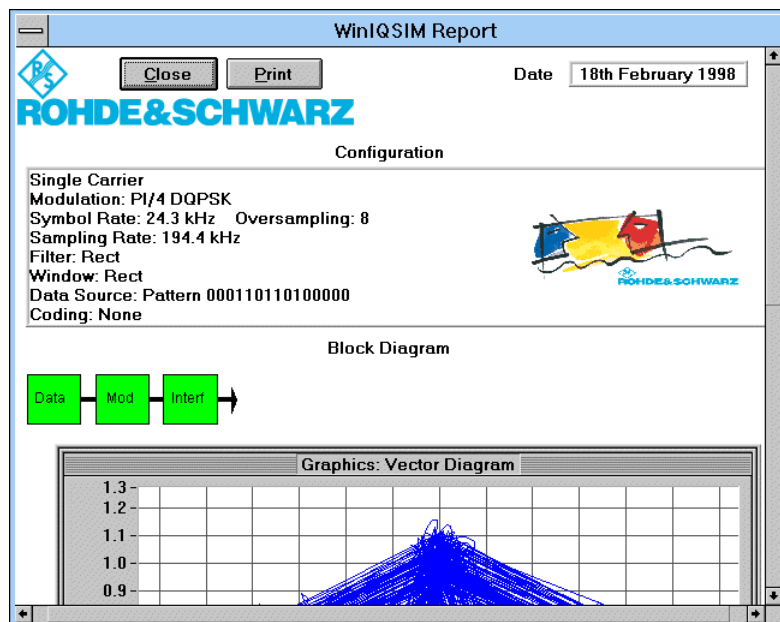 WinIQSIM Report
R S
Close Print Date 18th February 1998
ROHDE&SCHWARZ
Configuration
Single Carrier
Modulation: PI/4 DQPSK
Symbol Rate: 24.3 kHz Oversampling: 8
Sampling Rate: 194.4 kHz
Filter: Rect
Window: Rect
Data Source: Pattern 000110110100000
Coding: None
ROHDE&SCHWARZ
Block Diagram
Data Mod Interf
Graphics: Vector Diagram
1.3
1.2
1.1
1.0
0.9